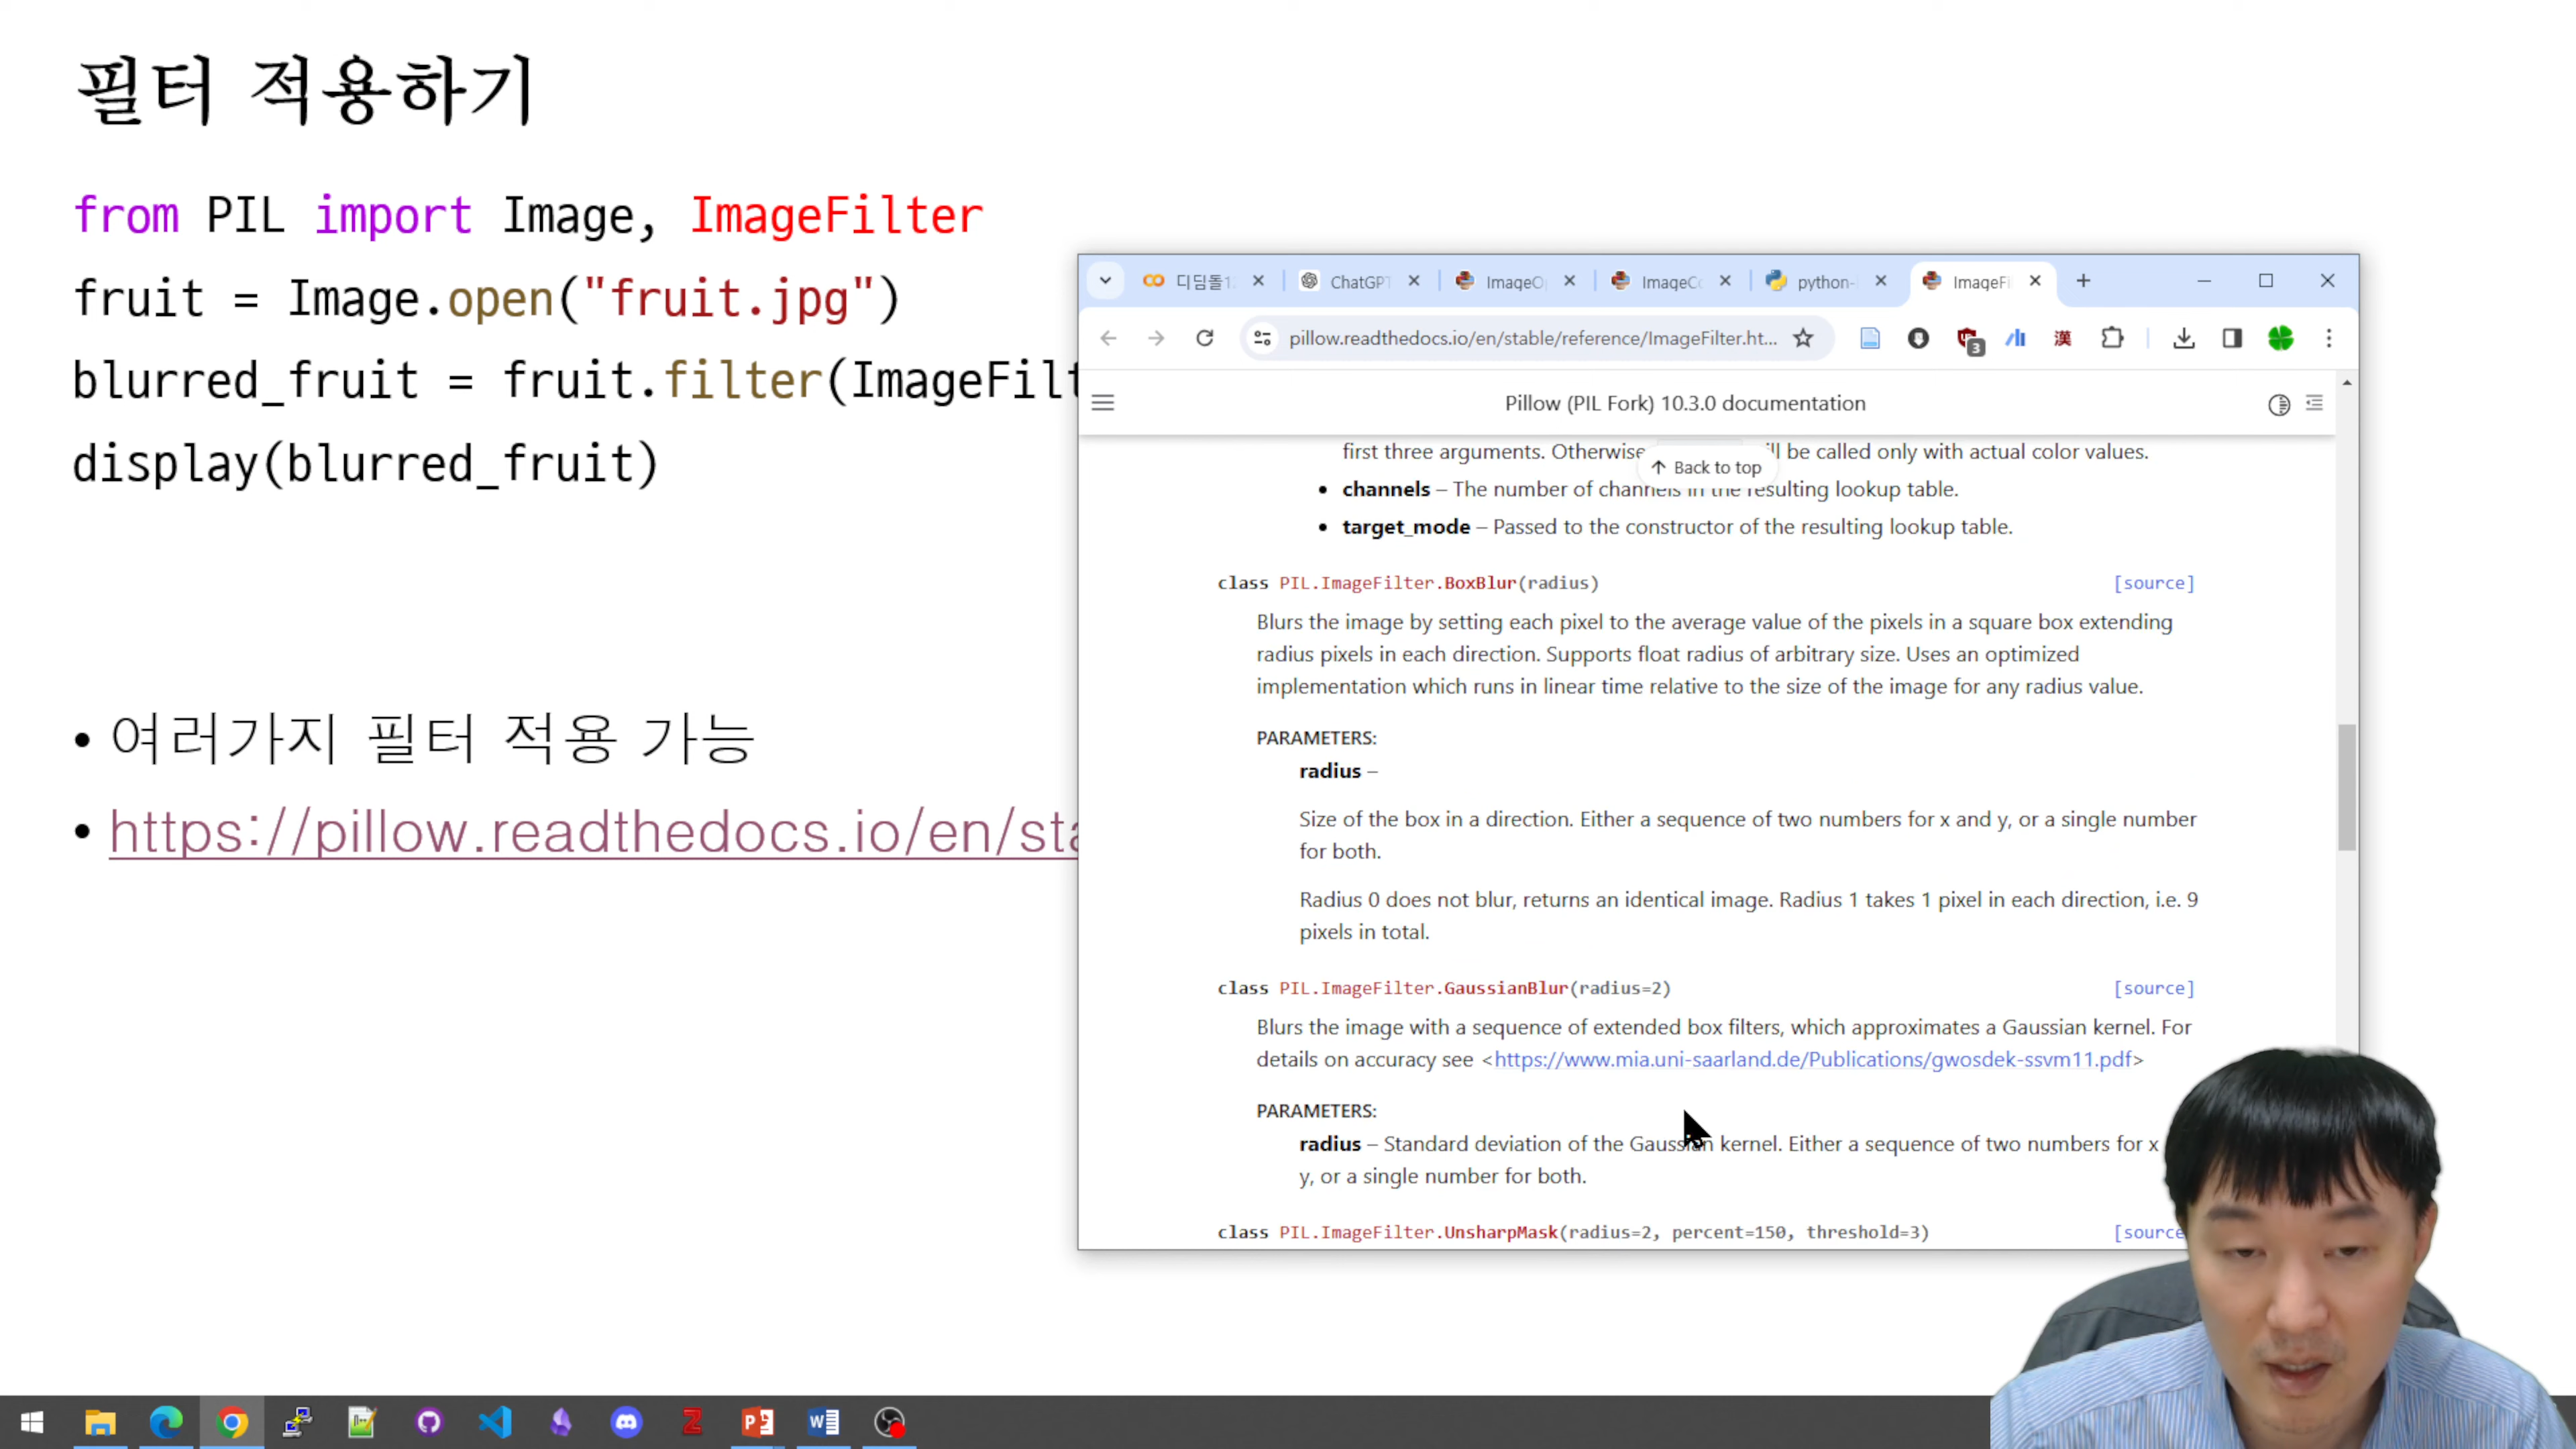 필터 적용하기
from PIL import Image, ImageFilter
fruit = Image.open("fruit.jpg")
blurred_fruit = fruit.filter(ImageFilt
display(blurred_fruit)
• 여러가지 필터 적용 가능
• https://pillow.readthedocs.io/en/sta
디딤돌1
ChatGPT
ImageO
ImageCo
python-
ImageFi
pillow.readthedocs.io/en/stable/reference/ImageFilter.ht...
3
漢
Pillow (PIL Fork) 10.3.0 documentation
first three arguments. Otherwise ll be called only with actual color values.
Back to top
• channels – The number of channels in the resulting lookup table.
• target_mode – Passed to the constructor of the resulting lookup table.
class PIL.ImageFilter.BoxBlur(radius) [source]
Blurs the image by setting each pixel to the average value of the pixels in a square box extending
radius pixels in each direction. Supports float radius of arbitrary size. Uses an optimized
implementation which runs in linear time relative to the size of the image for any radius value.
PARAMETERS:
radius –
Size of the box in a direction. Either a sequence of two numbers for x and y, or a single number
for both.
Radius 0 does not blur, returns an identical image. Radius 1 takes 1 pixel in each direction, i.e. 9
pixels in total.
class PIL.ImageFilter.GaussianBlur(radius=2) [source]
Blurs the image with a sequence of extended box filters, which approximates a Gaussian kernel. For
details on accuracy see <https://www.mia.uni-saarland.de/Publications/gwosdek-ssvm11.pdf>
PARAMETERS:
radius – Standard deviation of the Gaussian kernel. Either a sequence of two numbers for x
y, or a single number for both.
class PIL.ImageFilter.UnsharpMask(radius=2, percent=150, threshold=3) [source